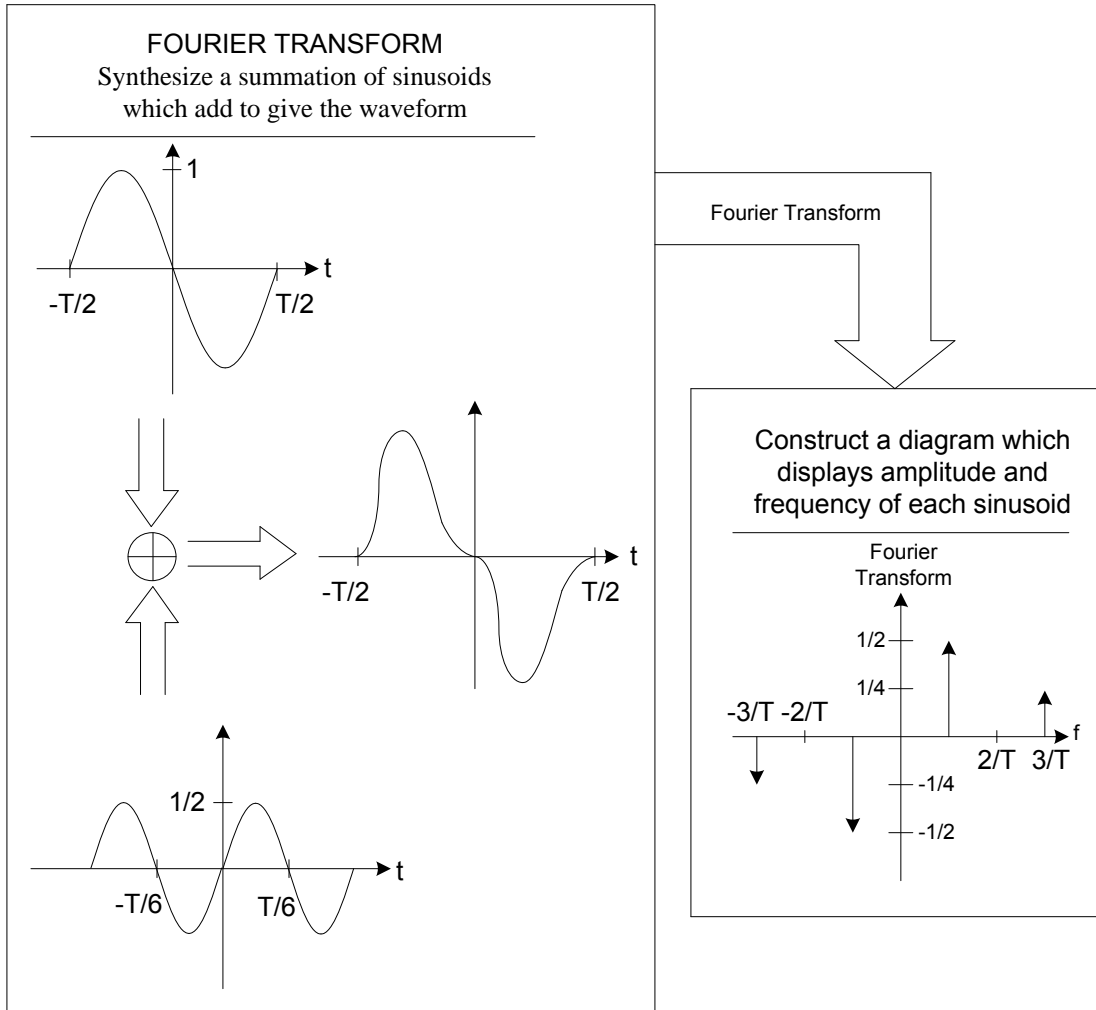 FOURIER TRANSFORM
Synthesize a summation of sinusoids
which add to give the waveform
1
t
-T/2
T/2
Fourier Transform
t
-T/2
T/2
1/2
t
-T/6
T/6
Construct a diagram which
displays amplitude and
frequency of each sinusoid
Fourier
Transform
1/2
1/4
-3/T
-2/T
f
2/T
3/T
-1/4
-1/2